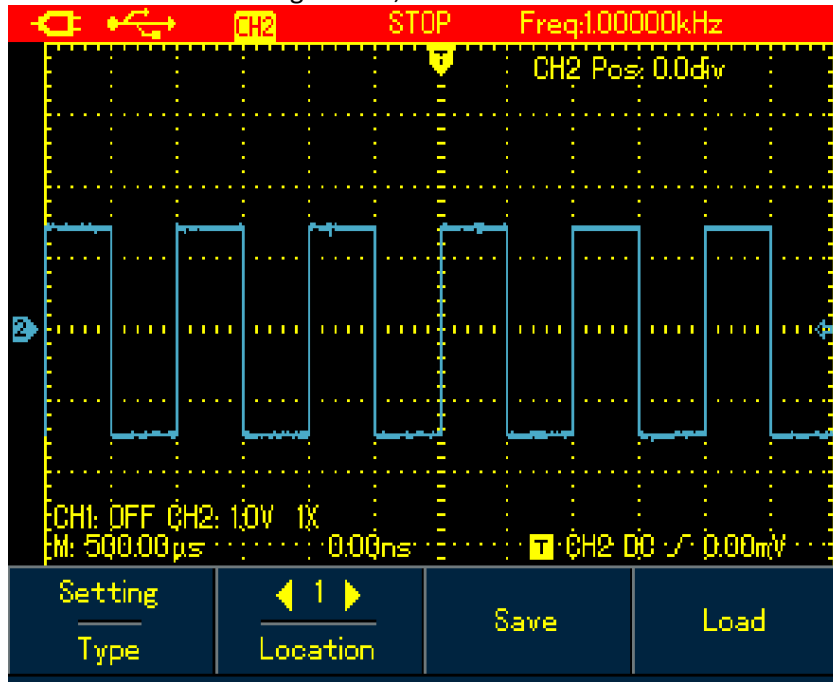 CH2 STOP Freq:1.00000kHz
T
CH2 Pos: 0.0div
2
CH1: OFF CH2: 1.0V 1X
M: 500.00µs 0.00ns T CH2 DC 0.00mV
Setting 1 Save Load
Type Location